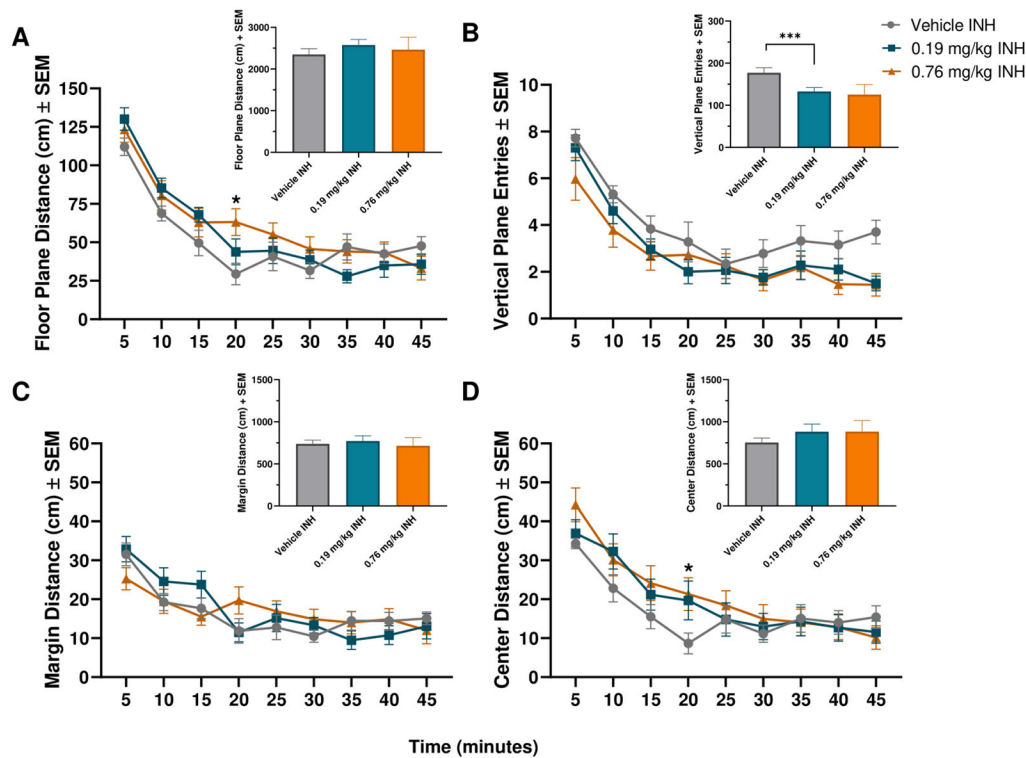 A
Floor Plane Distance (cm) ± SEM
150
125
100
75
50
25
0
5 10 15 20 25 30 35 40 45
*
Floor Plane Distance (cm) + SEM
3300
2700
1800
900
0
Vehicle INH
0.19 mg/kg INH
0.76 mg/kg INH
B
Vertical Plane Entries ± SEM
10
8
6
4
2
0
5 10 15 20 25 30 35 40 45
Vertical Plane Entries + SEM
300
200
100
0
***
Vehicle INH
0.19 mg/kg INH
0.76 mg/kg INH
Vehicle INH
0.19 mg/kg INH
0.76 mg/kg INH
C
Margin Distance (cm) ± SEM
60
50
40
30
20
10
0
5 10 15 20 25 30 35 40 45
Margin Distance (cm) + SEM
1500
1000
500
0
Vehicle INH
0.19 mg/kg INH
0.76 mg/kg INH
D
Center Distance (cm) ± SEM
60
50
40
30
20
10
0
5 10 15 20 25 30 35 40 45
*
Center Distance (cm) + SEM
1500
1000
500
0
Vehicle INH
0.19 mg/kg INH
0.76 mg/kg INH
Time (minutes)